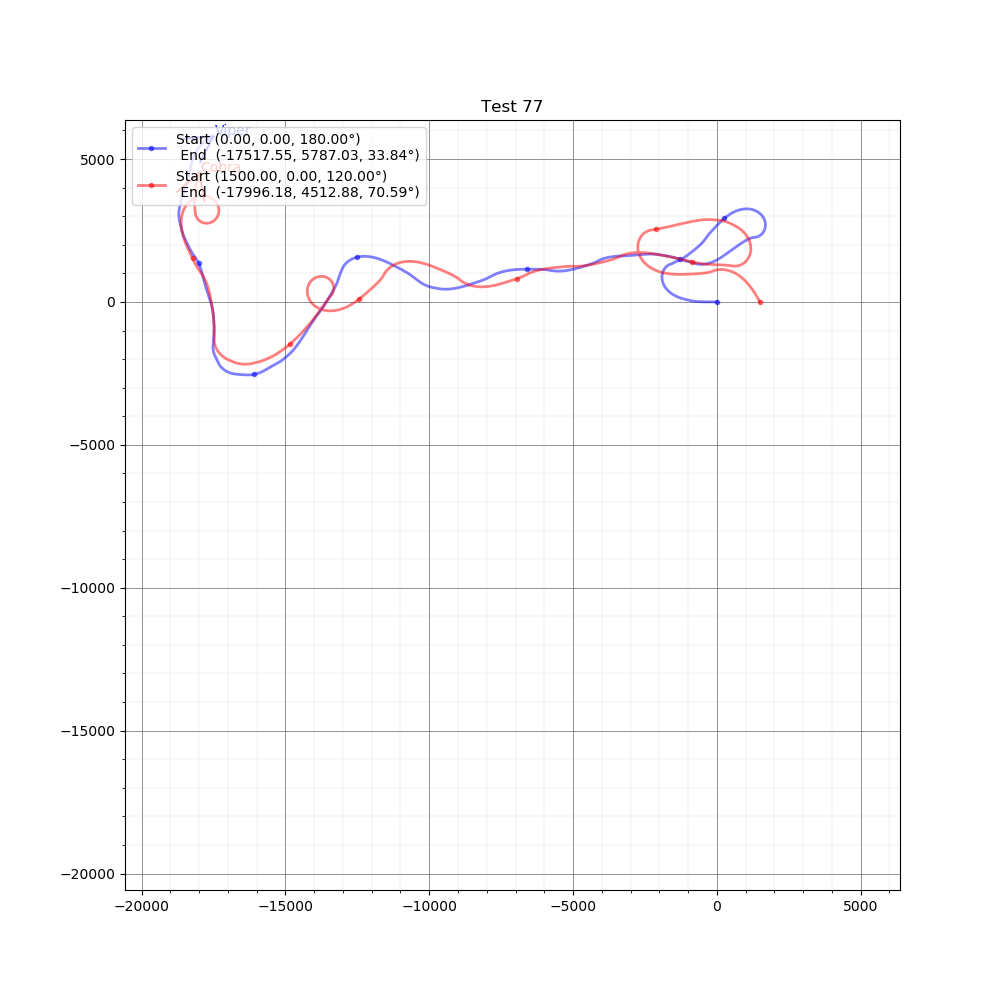 Test 77
Viper
Start (0.00, 0.00, 180.00°)
End (-17517.55, 5787.03, 33.84°)
Cobra
Start (1500.00, 0.00, 120.00°)
End (-17996.18, 4512.88, 70.59°)
5000
0
−5000
−10000
−15000
−20000
−20000 −15000 −10000 −5000 0 5000